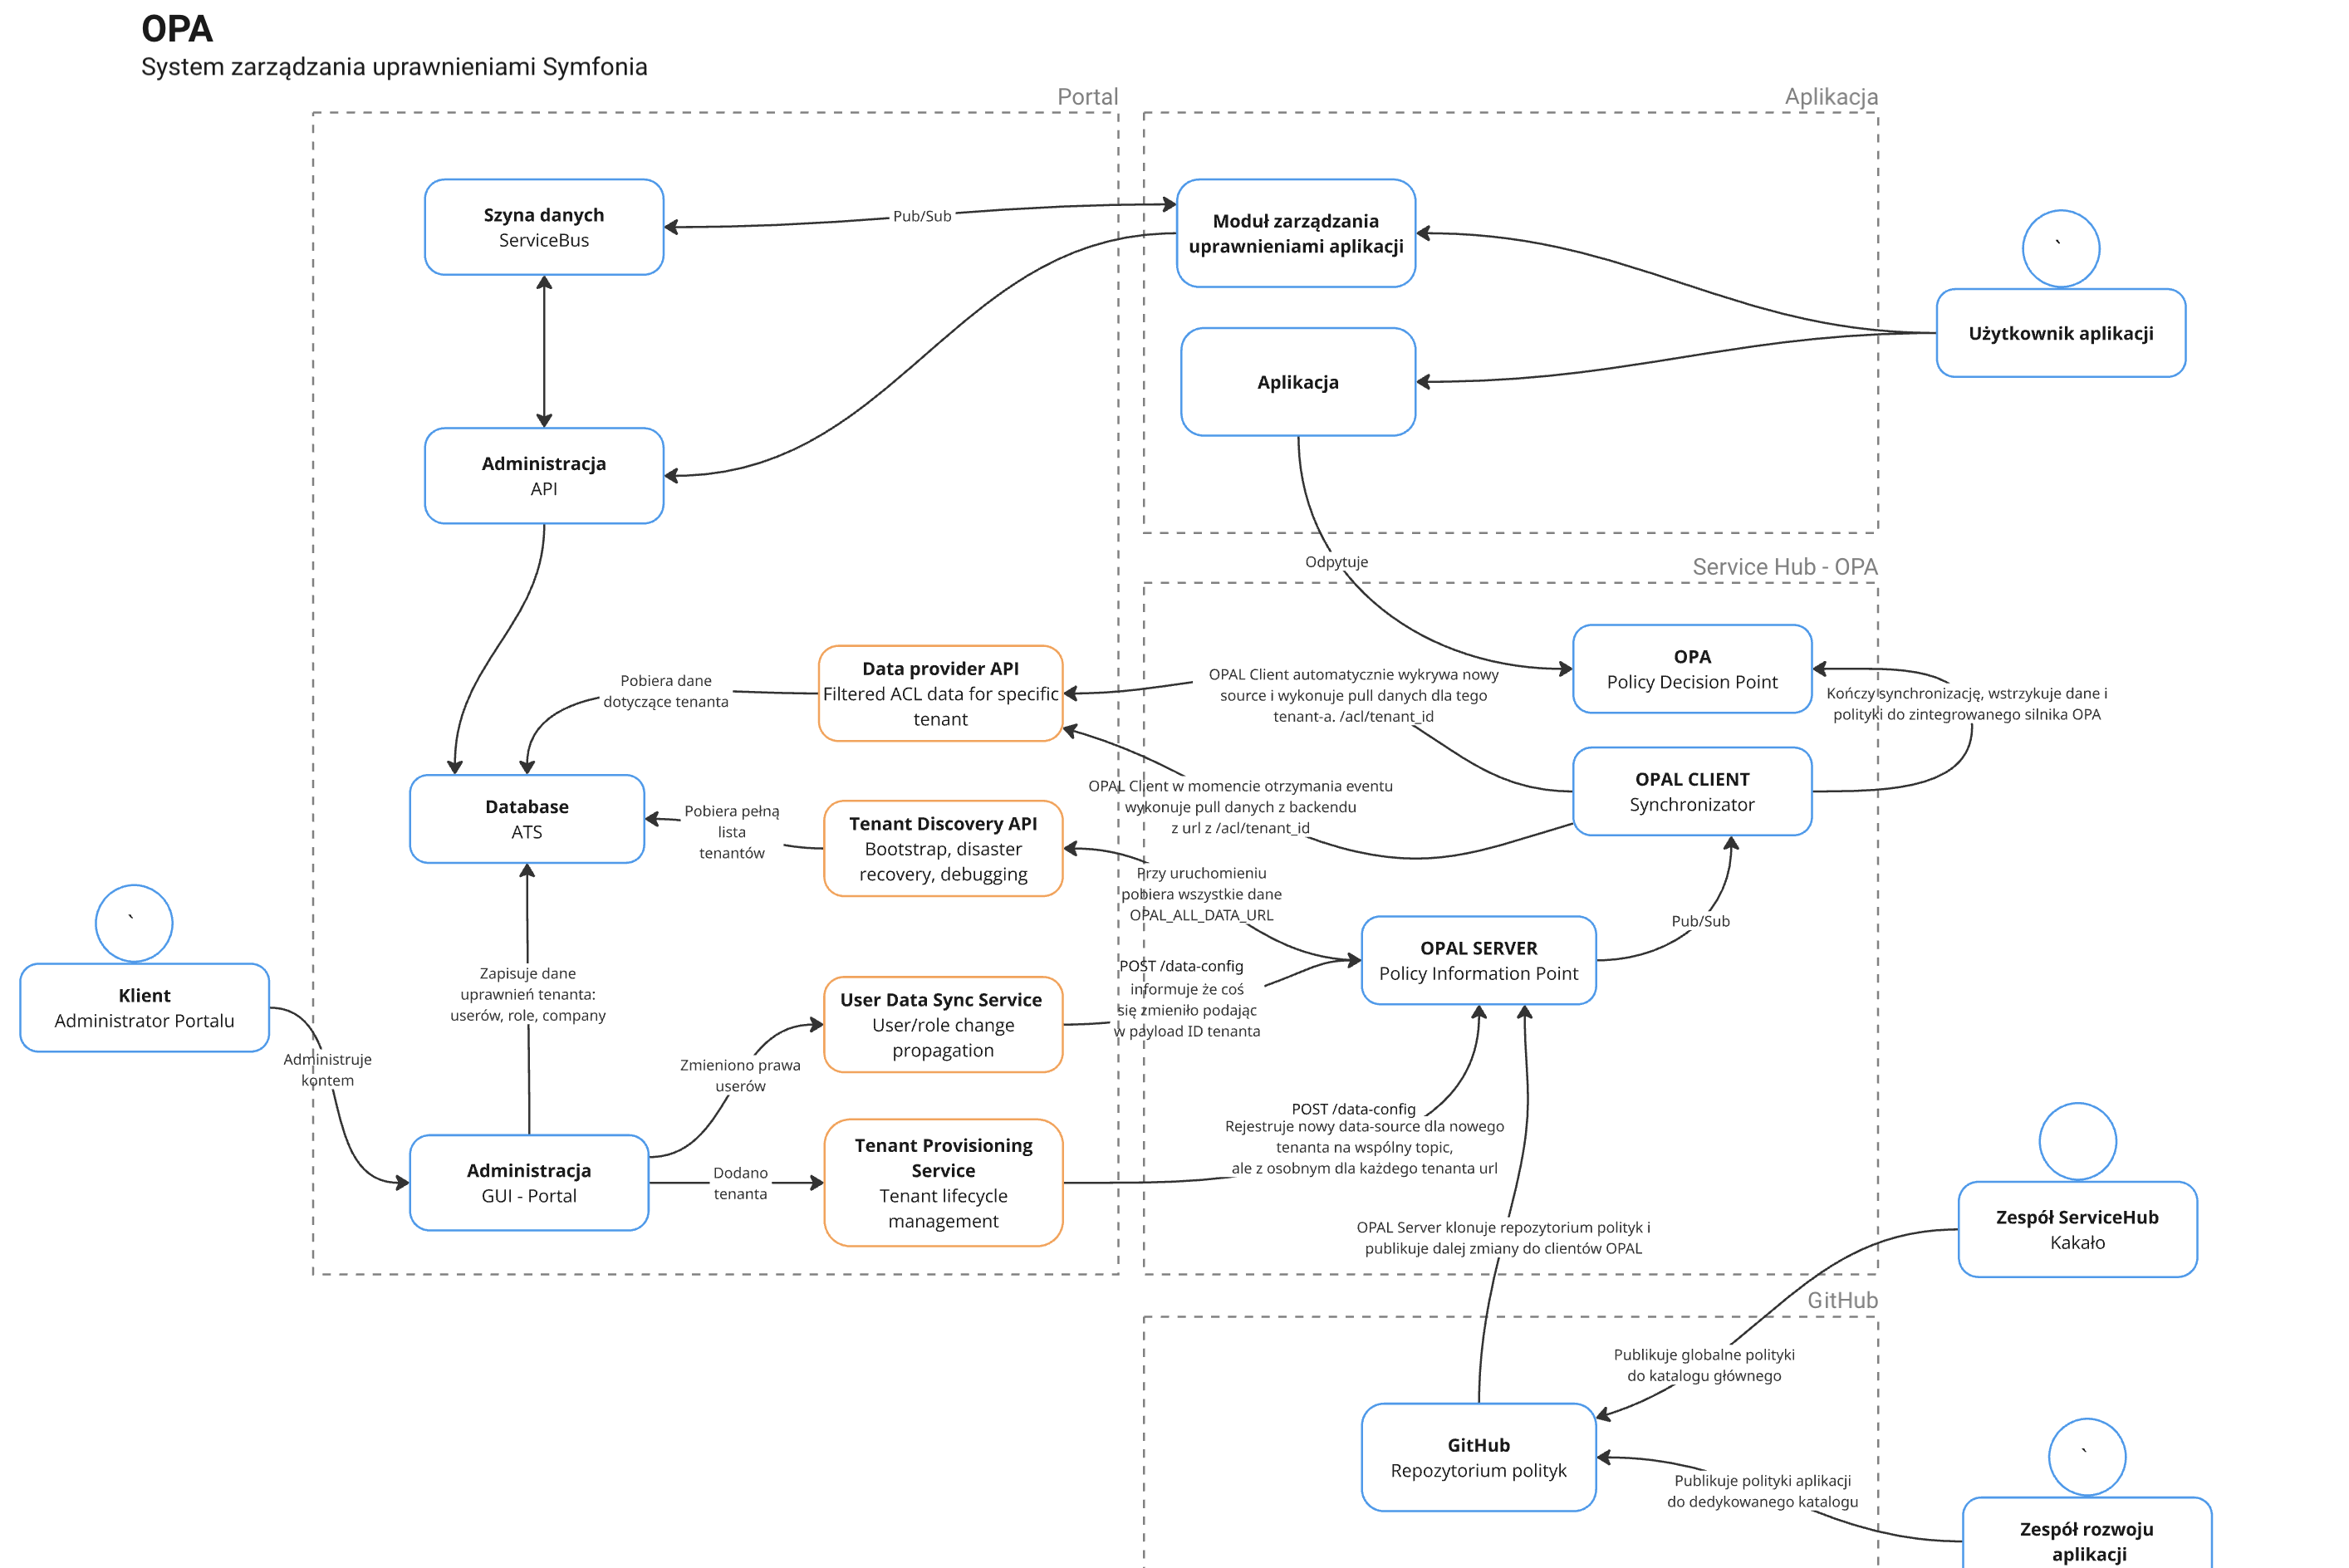 OPA
System zarządzania uprawnieniami Symfonia
Portal
Aplikacja
Szyna danych
ServiceBus
Pub/Sub
Moduł zarządzania
uprawnieniami aplikacji
`
Użytkownik aplikacji
Aplikacja
Administracja
API
Odpytuje
Service Hub - OPA
OPA
Policy Decision Point
Data provider API
Filtered ACL data for specific
tenant
Pobiera dane
dotyczące tenanta
OPAL Client automatycznie wykrywa nowy
source i wykonuje pull danych dla tego
tenant-a. /acl/tenant_id
Kończy synchronizację, wstrzykuje dane i
polityki do zintegrowanego silnika OPA
OPAL CLIENT
Synchronizator
OPAL Client w momencie otrzymania eventu
wykonuje pull danych z backendu
z url z /acl/tenant_id
Database
ATS
Pobiera pełną
lista
tenantów
Tenant Discovery API
Bootstrap, disaster
recovery, debugging
Przy uruchomieniu
pobiera wszystkie dane
OPAL_ALL_DATA_URL
Pub/Sub
OPAL SERVER
Policy Information Point
`
Klient
Administrator Portalu
Zapisuje dane
uprawnień tenanta:
userów, role, company
User Data Sync Service
User/role change
propagation
POST /data-config
informuje że coś
się zmieniło podając
w payload ID tenanta
Administruje
kontem
Zmieniono prawa
userów
POST /data-config
Rejestruje nowy data-source dla nowego
tenanta na wspólny topic,
ale z osobnym dla każdego tenanta url
Administracja
GUI - Portal
Dodano
tenanta
Tenant Provisioning
Service
Tenant lifecycle
management
OPAL Server klonuje repozytorium polityk i
publikuje dalej zmiany do clientów OPAL
Zespół ServiceHub
Kakało
GitHub
Publikuje globalne polityki
do katalogu głównego
GitHub
Repozytorium polityk
Publikuje polityki aplikacji
do dedykowanego katalogu
`
Zespół rozwoju
aplikacji